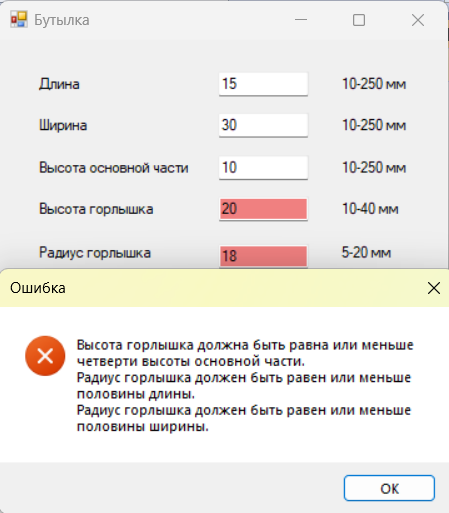 Бутылка
Длина 15 10-250 мм
Ширина 30 10-250 мм
Высота основной части 10 10-250 мм
Высота горлышка 20 10-40 мм
Радиус горлышка 18 5-20 мм
Ошибка
Высота горлышка должна быть равна или меньше
четверти высоты основной части.
Радиус горлышка должен быть равен или меньше
половины длины.
Радиус горлышка должен быть равен или меньше
половины ширины.
ОК